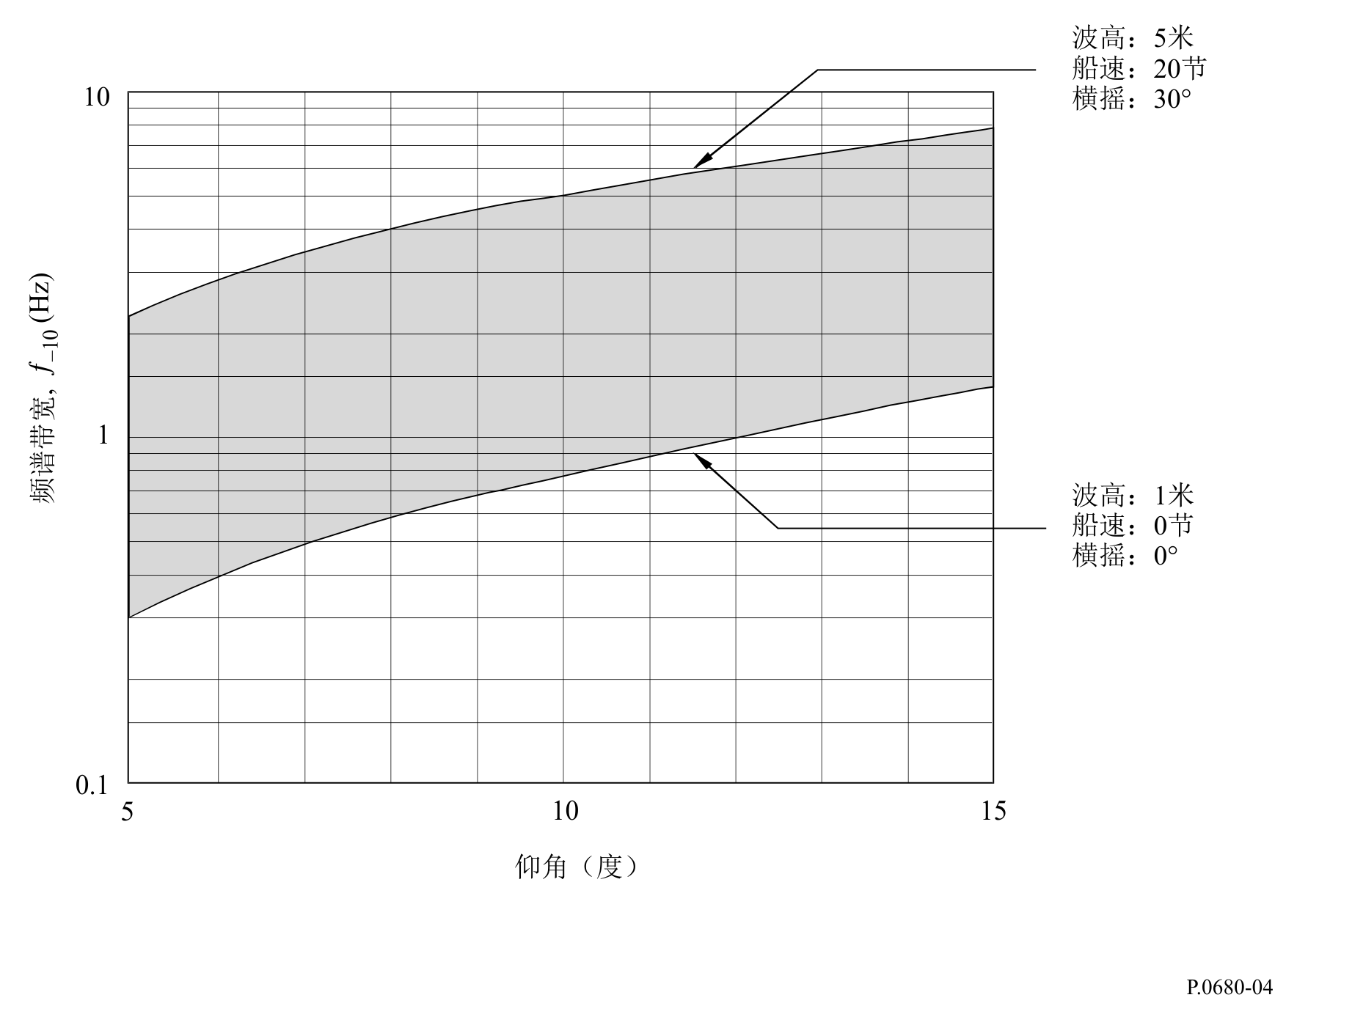 波高：5米
船速：20节
横摇：30°
10
1
0.1
频谱带宽，f–10 (Hz)
波高：1米
船速：0节
横摇：0°
5
10
15
仰角（度）
P.0680-04